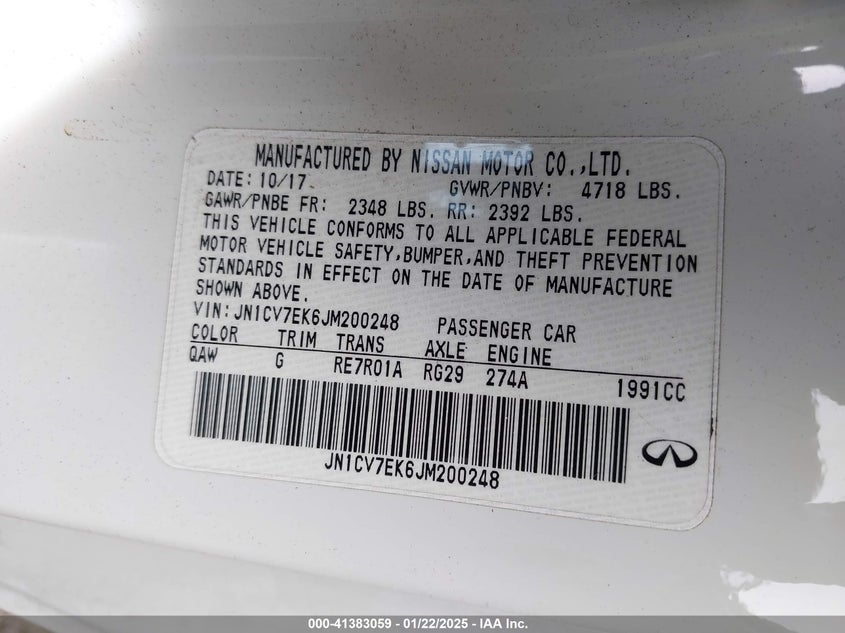 MANUFACTURED BY NISSAN MOTOR CO.,LTD.
DATE: 10/17 GVWR/PNBV: 4718 LBS.
GAWR/PNBE FR: 2348 LBS. RR: 2392 LBS.
THIS VEHICLE CONFORMS TO ALL APPLICABLE FEDERAL
MOTOR VEHICLE SAFETY,BUMPER,AND THEFT PREVENTION
STANDARDS IN EFFECT ON THE DATE OF MANUFACTURE
SHOWN ABOVE.
VIN:JN1CV7EK6JM200248 PASSENGER CAR
COLOR TRIM TRANS AXLE ENGINE
QAW G RE7R01A RG29 274A 1991CC
JN1CV7EK6JM200248
000-41383059 - 01/22/2025 - IAA Inc.